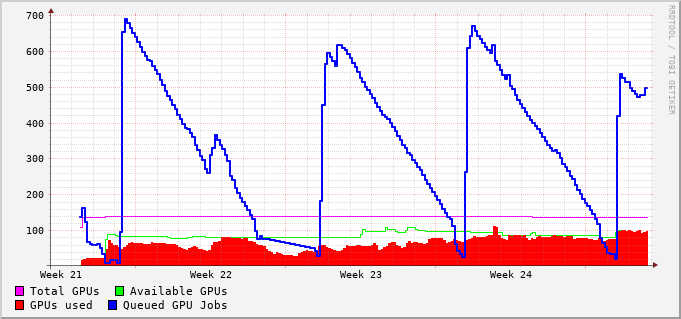 700
600
500
400
300
200
100
Week 21 Week 22 Week 23 Week 24
Total GPUs Available GPUs
GPUs used Queued GPU Jobs
RRDTOOL / TOBI OETIKER